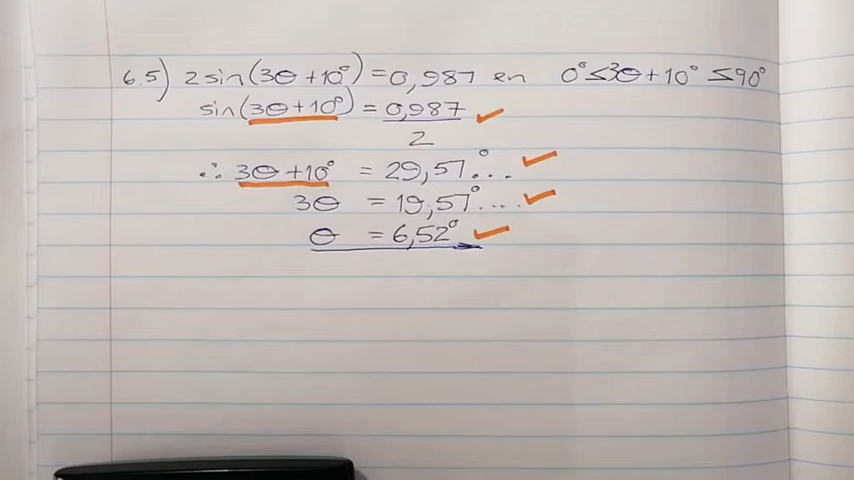 6.5) 2 sin(3θ + 10°) = 0,987 en 0° ≤ 3θ + 10° ≤ 90°
sin(3θ + 10°) = 0,987/2 ✓
∴ 3θ + 10° = 29,57°... ✓
3θ = 19,57°.... ✓
θ = 6,52° ✓